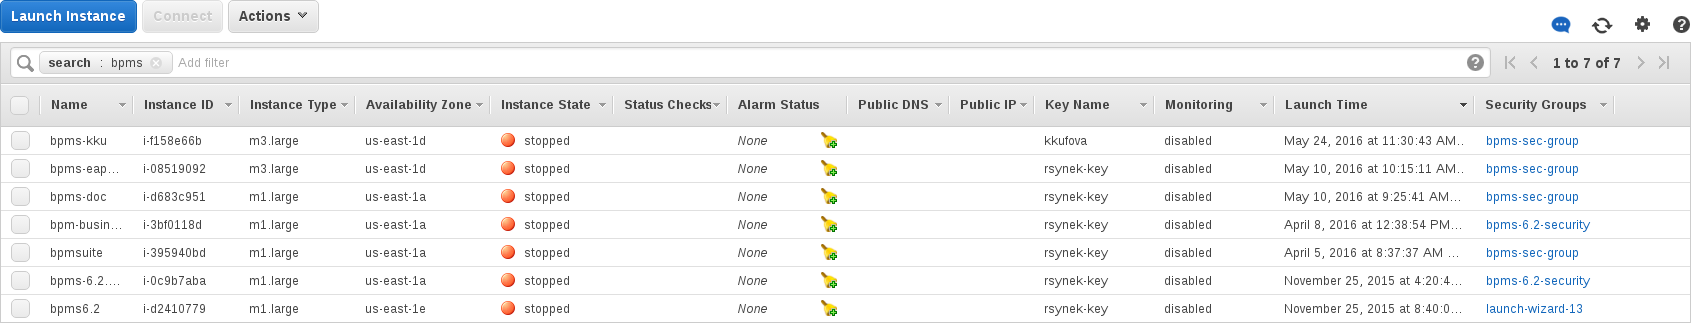 Launch Instance Connect Actions
search : bpms Add filter 1 to 7 of 7
Name Instance ID Instance Type Availability Zone Instance State Status Checks Alarm Status Public DNS Public IP Key Name Monitoring Launch Time Security Groups
bpms-kku i-f158e66b m3.large us-east-1d stopped None kkufova disabled May 24, 2016 at 11:30:43 AM... bpms-sec-group
bpms-eap... i-08519092 m3.large us-east-1d stopped None rsynek-key disabled May 10, 2016 at 10:15:11 AM... bpms-sec-group
bpms-doc i-d683c951 m1.large us-east-1a stopped None rsynek-key disabled May 10, 2016 at 9:25:41 AM... bpms-sec-group
bpm-busin... i-3bf0118d m1.large us-east-1a stopped None rsynek-key disabled April 8, 2016 at 12:38:54 PM... bpms-6.2-security
bpmsuite i-395940bd m1.large us-east-1a stopped None rsynek-key disabled April 5, 2016 at 8:37:37 AM ... bpms-sec-group
bpms-6.2.... i-0c9b7aba m1.large us-east-1a stopped None rsynek-key disabled November 25, 2015 at 4:20:4... bpms-6.2-security
bpms6.2 i-d2410779 m1.large us-east-1e stopped None rsynek-key disabled November 25, 2015 at 8:40:0... launch-wizard-13